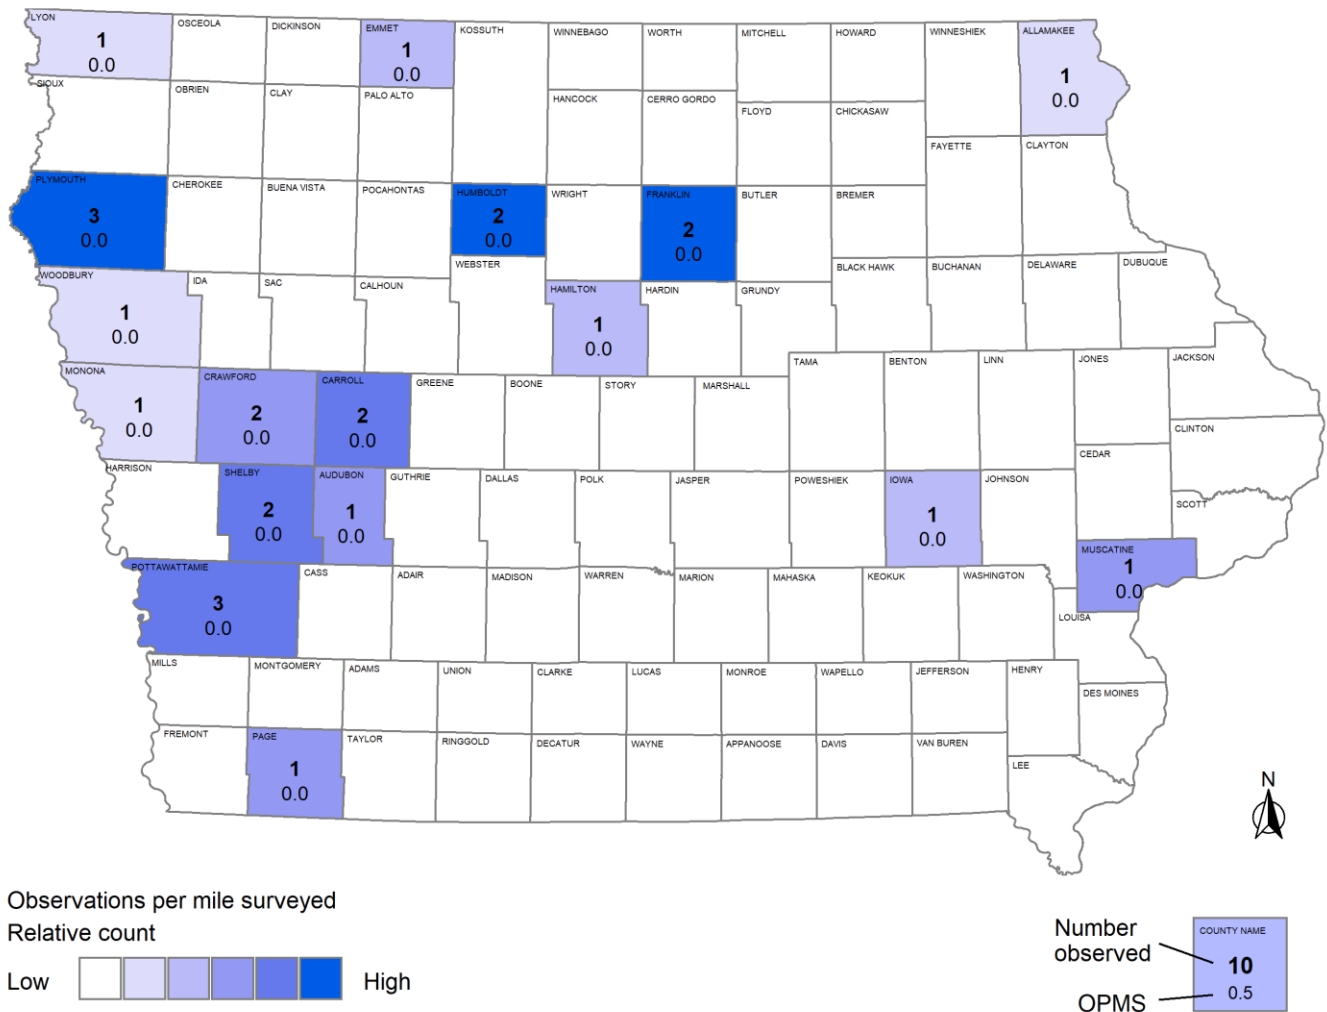 LYON
OSCEOLA
DICKINSON
EMMET
KOSSUTH
WINNEBAGO
WORTH
MITCHELL
HOWARD
WINNESHIEK
ALLAMAKEE
1
0.0
1
0.0
1
0.0
SIOUX
OBRIEN
CLAY
PALO ALTO
HANCOCK
CERRO GORDO
FLOYD
CHICKASAW
FAYETTE
CLAYTON
PLYMOUTH
CHEROKEE
BUENA VISTA
POCAHONTAS
HUMBOLDT
WRIGHT
FRANKLIN
BUTLER
BREMER
3
0.0
2
0.0
2
0.0
WOODBURY
IDA
SAC
CALHOUN
WEBSTER
HAMILTON
HARDIN
GRUNDY
BLACK HAWK
BUCHANAN
DELAWARE
DUBUQUE
1
0.0
1
0.0
MONONA
CRAWFORD
CARROLL
GREENE
BOONE
STORY
MARSHALL
TAMA
BENTON
LINN
JONES
JACKSON
1
0.0
2
0.0
2
0.0
CLINTON
CEDAR
HARRISON
SHELBY
AUDUBON
GUTHRIE
DALLAS
POLK
JASPER
POWESHIEK
IOWA
JOHNSON
SCOTT
2
0.0
1
0.0
1
0.0
MUSCATINE
1
0.0
POTTAWATTAMIE
CASS
ADAIR
MADISON
WARREN
MARION
MAHASKA
KEOKUK
WASHINGTON
LOUISA
3
0.0
MILLS
MONTGOMERY
ADAMS
UNION
CLARKE
LUCAS
MONROE
WAPELLO
JEFFERSON
HENRY
DES MOINES
FREMONT
PAGE
TAYLOR
RINGGOLD
DECATUR
WAYNE
APPANOOSE
DAVIS
VAN BUREN
LEE
1
0.0
N
Observations per mile surveyed
Relative count
Low
High
Number
observed
OPMS
COUNTY NAME
10
0.5